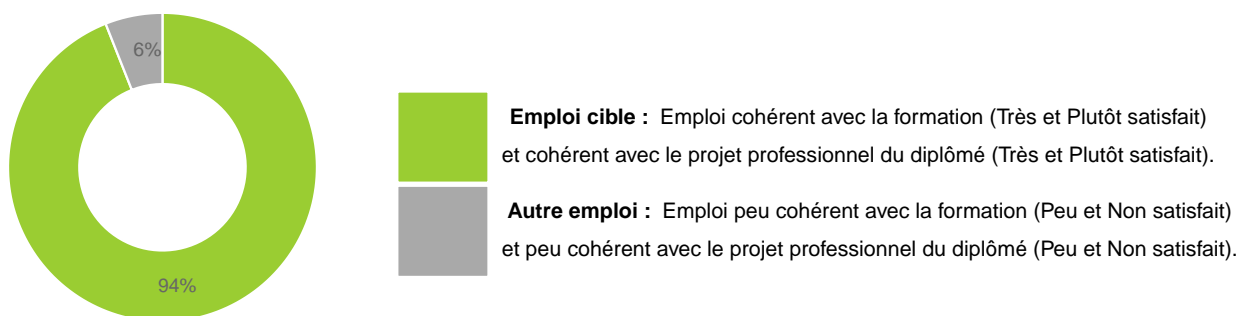 6%
94%
Emploi cible : Emploi cohérent avec la formation (Très et Plutôt satisfait)
et cohérent avec le projet professionnel du diplômé (Très et Plutôt satisfait).
Autre emploi : Emploi peu cohérent avec la formation (Peu et Non satisfait)
et peu cohérent avec le projet professionnel du diplômé (Peu et Non satisfait).